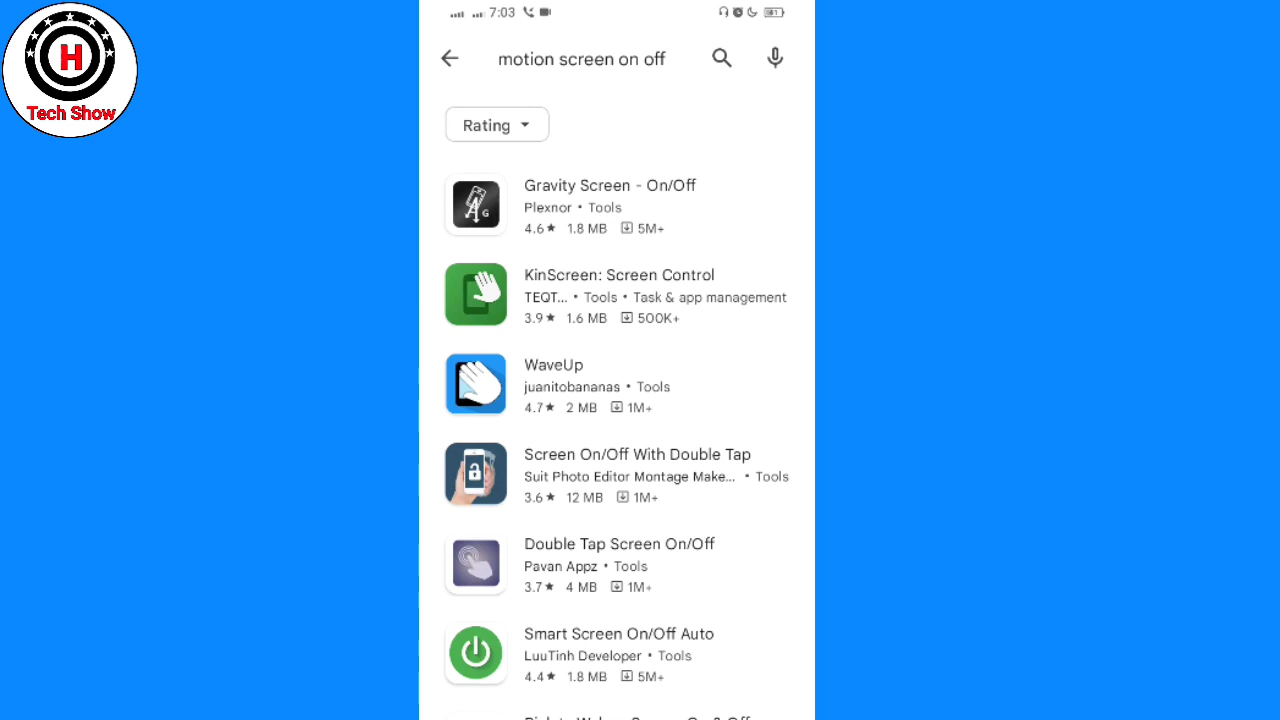 H
Tech Show
7:03
motion screen on off
Rating
Gravity Screen - On/Off
Plexnor • Tools
4.6★ 1.8 MB 5M+
KinScreen: Screen Control
TEQT... • Tools • Task & app management
3.9★ 1.6 MB 500K+
WaveUp
juanitobananas • Tools
4.7★ 2 MB 1M+
Screen On/Off With Double Tap
Suit Photo Editor Montage Make... • Tools
3.6★ 12 MB 1M+
Double Tap Screen On/Off
Pavan Appz • Tools
3.7★ 4 MB 1M+
Smart Screen On/Off Auto
LuuTinh Developer • Tools
4.4★ 1.8 MB 5M+